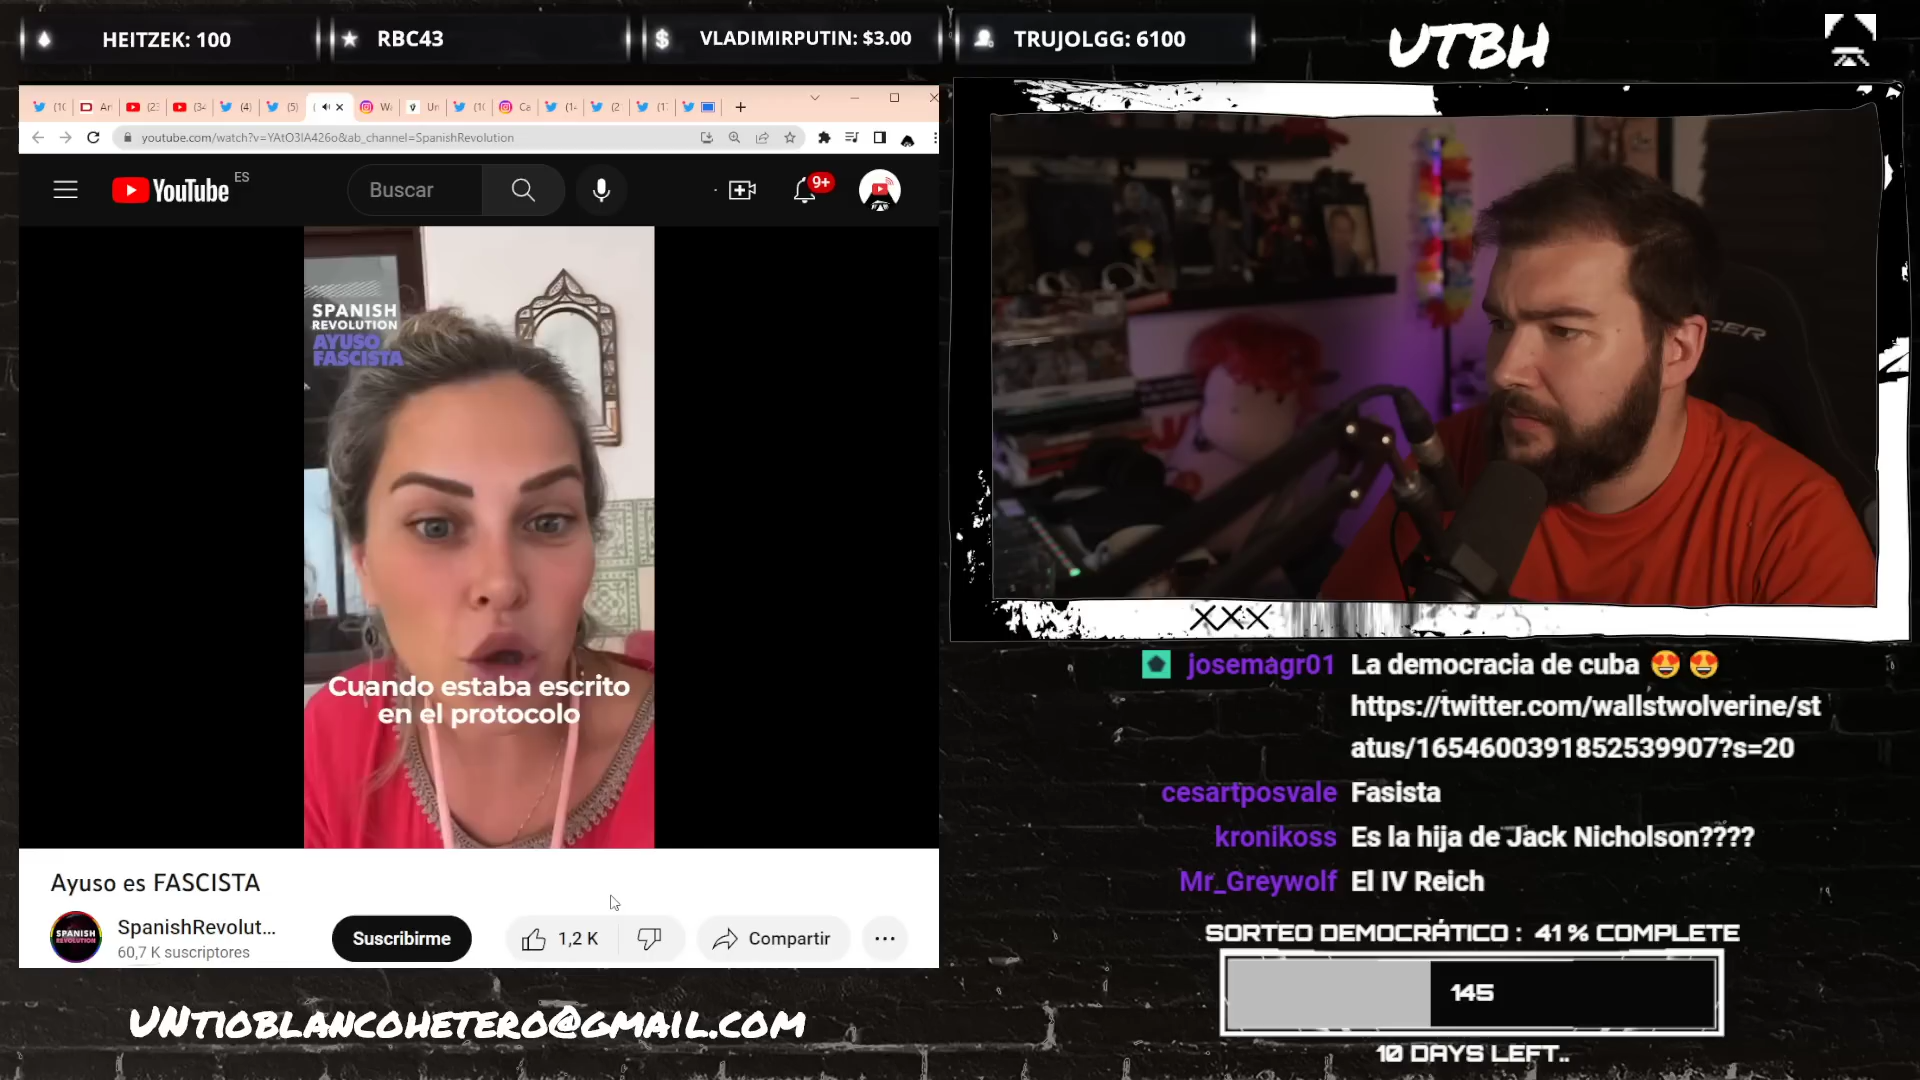 HEITZEK: 100
RBC43
$
VLADIMIRPUTIN: $3.00
TRUJOLGG: 6100
UTBH
youtube.com/watch?v=YAtO3IA426o&ab_channel=SpanishRevolution
YouTube ES
Buscar
9+
SPANISH
REVOLUTION
AYUSO
FASCISTA
Cuando estaba escrito
en el protocolo
Ayuso es FASCISTA
SPANISH
REVOLUTION
SpanishRevolut...
60,7 K suscriptores
Suscribirme
1,2 K
Compartir
UNtioblancohetero@gmail.com
XXX
josemagr01 La democracia de cuba 😍 😍
https://twitter.com/wallstwolverine/st
atus/1654600391852539907?s=20
cesartposvale Fasista
kronikoss Es la hija de Jack Nicholson????
Mr_Greywolf El IV Reich
SORTEO DEMOCRÁTICO : 41% COMPLETE
145
10 DAYS LEFT..